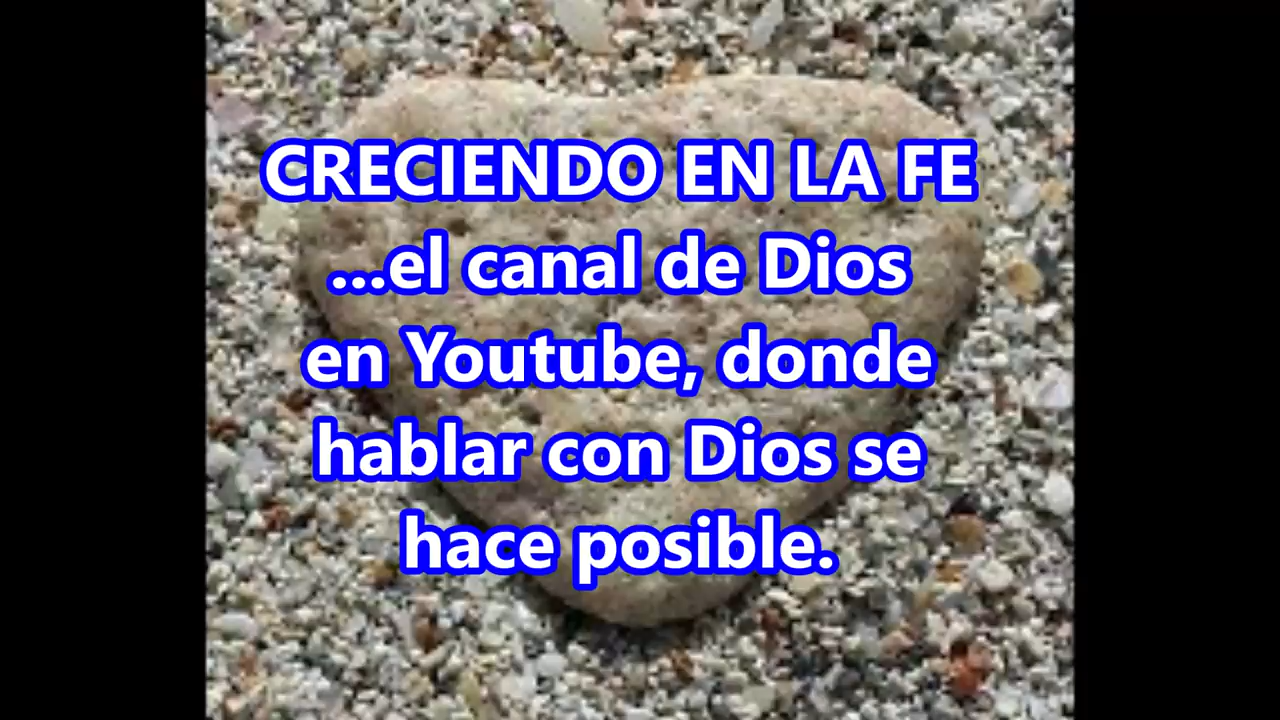 CRECIENDO EN LA FE
...el canal de Dios
en Youtube, donde
hablar con Dios se
hace posible.